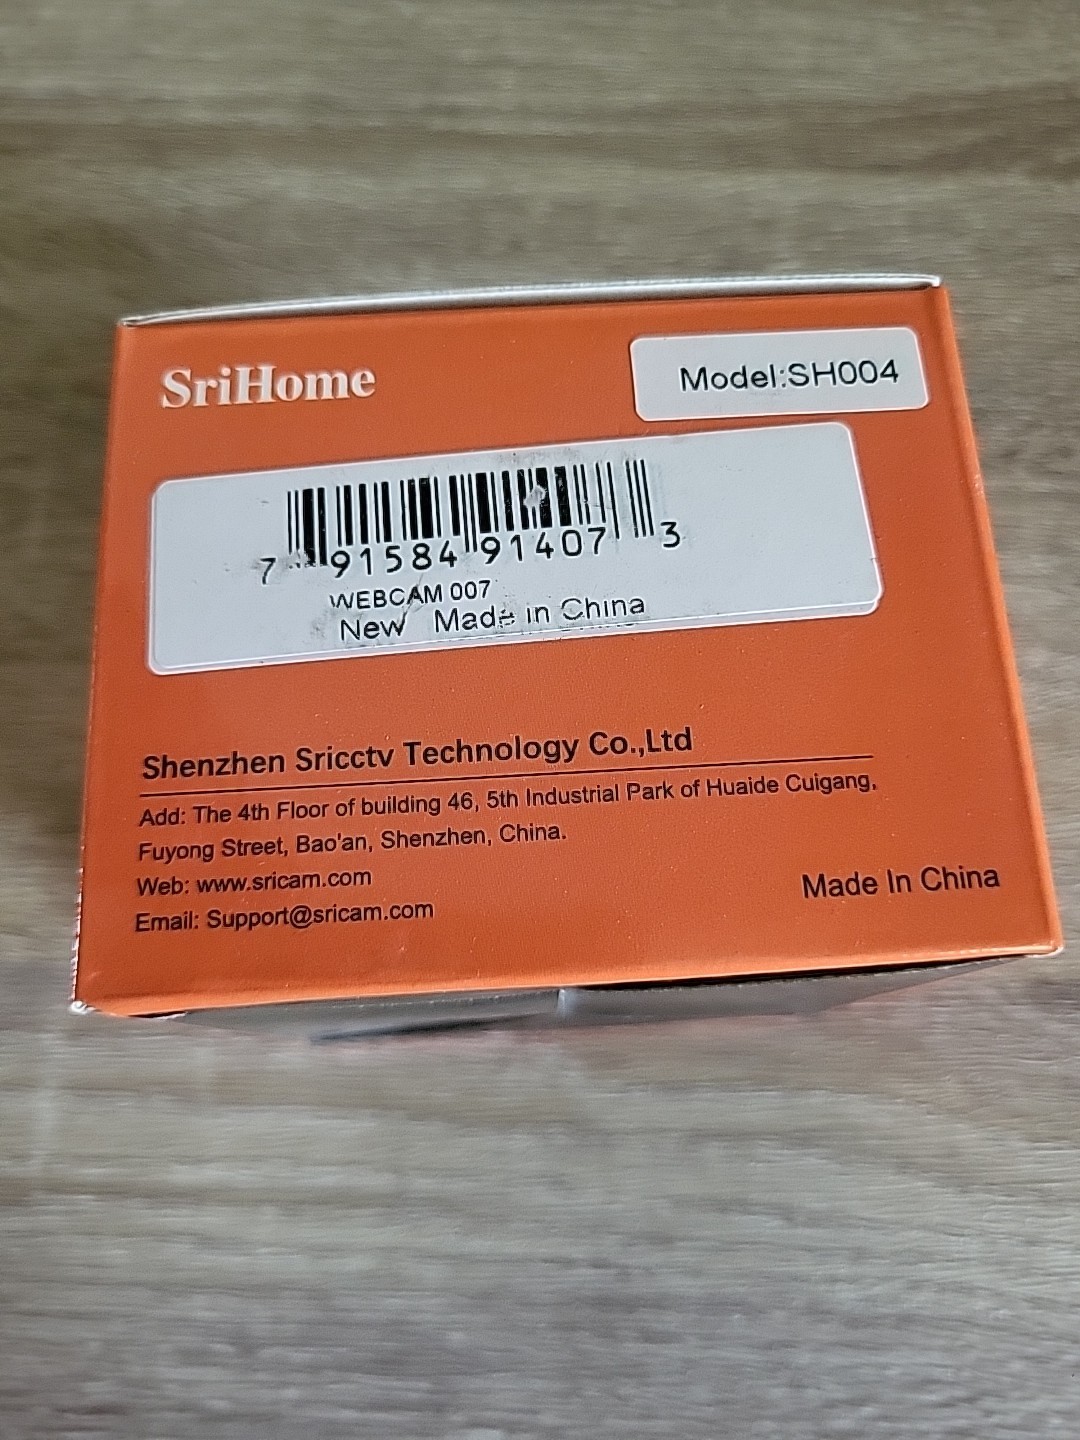 SriHome
Model:SH004
7 91584 91407 3
WEBCAM 007
New Made in China
Shenzhen Sricctv Technology Co.,Ltd
Add: The 4th Floor of building 46, 5th Industrial Park of Huaide Cuigang,
Fuyong Street, Bao'an, Shenzhen, China.
Web: www.sricam.com
Email: Support@sricam.com
Made In China